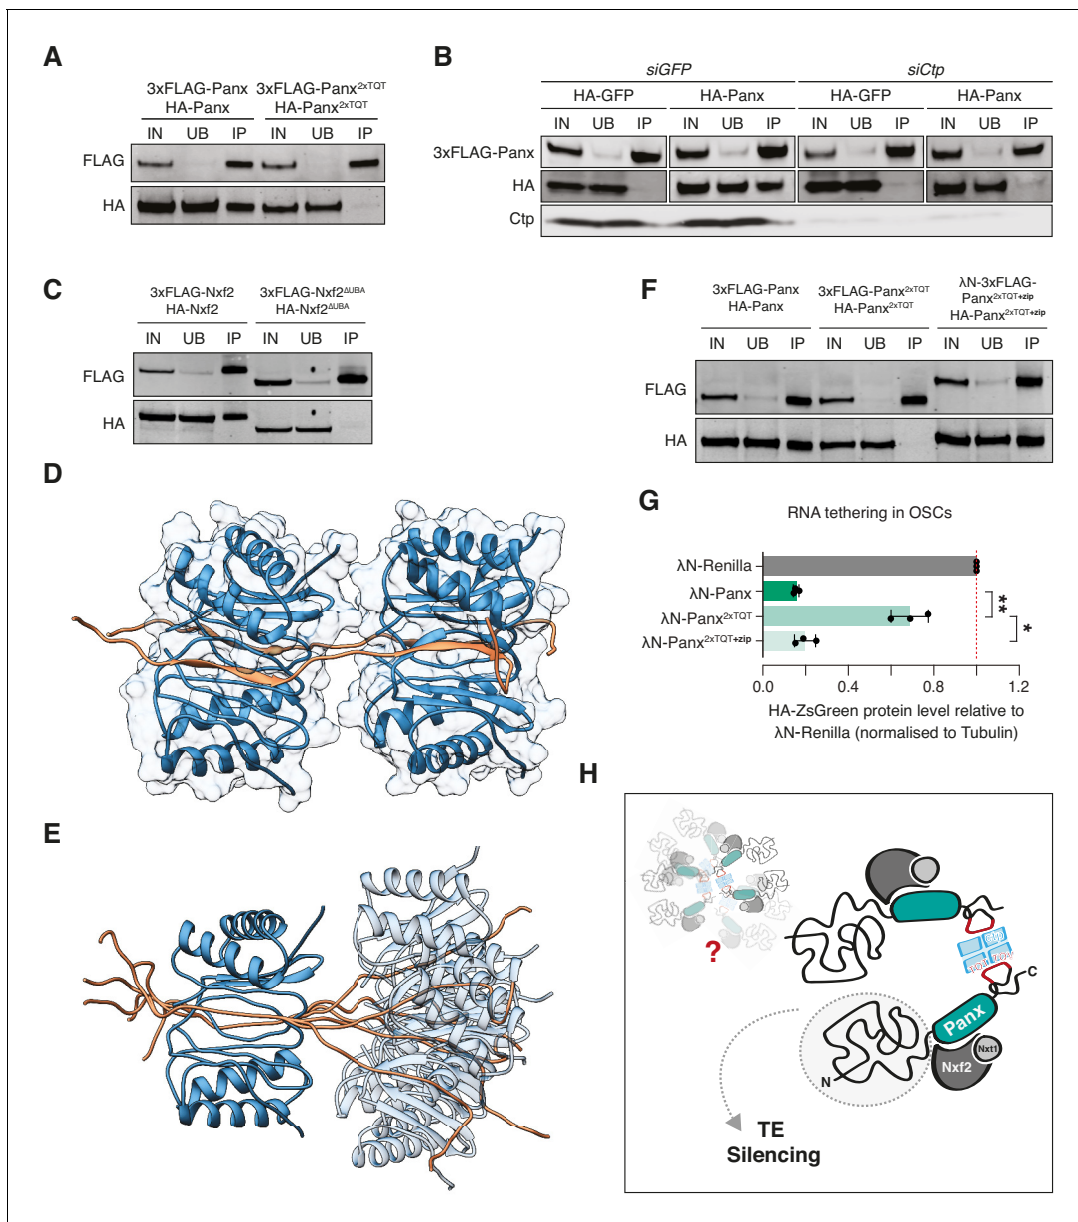 A
3xFLAG-Panx 3xFLAG-Panx2xTQT
HA-Panx HA-Panx2xTQT
IN UB IP IN UB IP
FLAG
HA
B
siGFP siCtp
HA-GFP HA-Panx HA-GFP HA-Panx
IN UB IP IN UB IP IN UB IP IN UB IP
3xFLAG-Panx
HA
Ctp
C
3xFLAG-Nxf2 3xFLAG-Nxf2ΔUBA
HA-Nxf2 HA-Nxf2ΔUBA
IN UB IP IN UB IP
FLAG
HA
D
E
F
3xFLAG-Panx 3xFLAG-Panx2xTQT λN-3xFLAG-
HA-Panx HA-Panx2xTQT Panx2xTQT+zip
HA-Panx2xTQT+zip
IN UB IP IN UB IP IN UB IP
FLAG
HA
G
RNA tethering in OSCs
λN-Renilla
λN-Panx
λN-Panx2xTQT
λN-Panx2xTQT+zip
**
*
0.0 0.4 0.8 1.2
HA-ZsGreen protein level relative to
λN-Renilla (normalised to Tubulin)
H
?
Ctp
TQT TQT
C
Panx
Nxt1
Nxf2
N
TE
Silencing